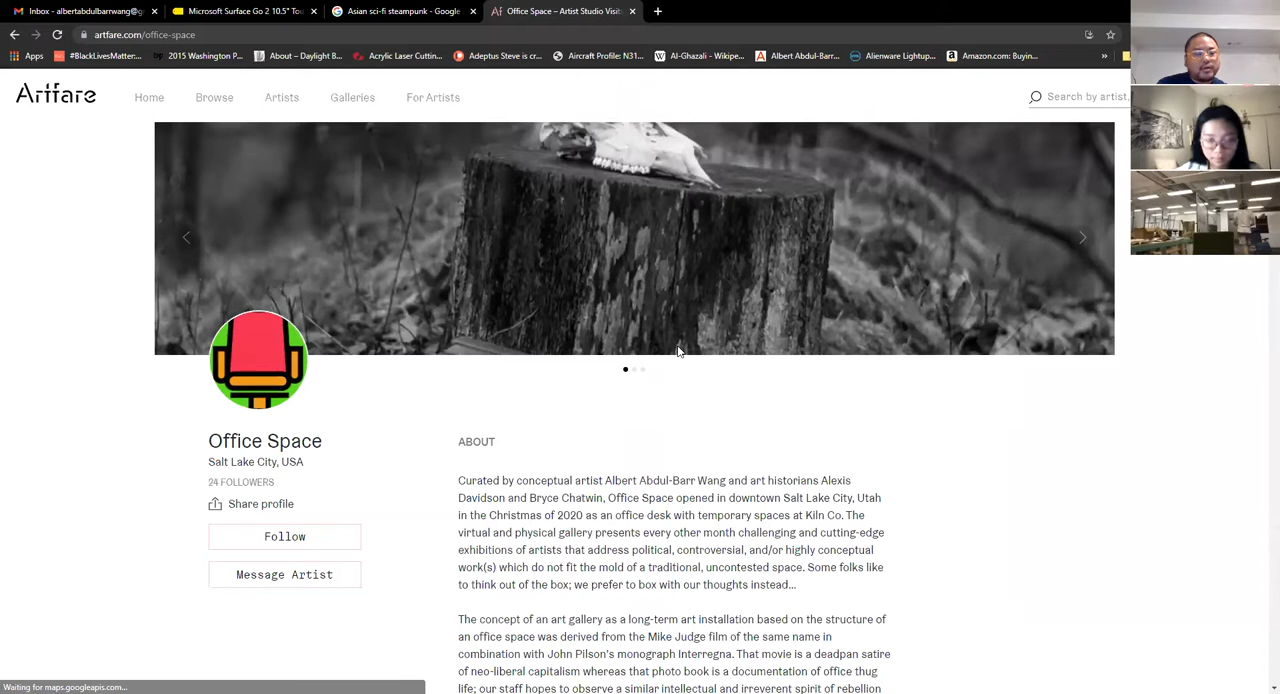 Inbox - albertabdulbarrwang@g
Microsoft Surface Go 2 10.5" Tou
Asian sci-fi steampunk - Google
Office Space – Artist Studio Visits
artfare.com/office-space
Apps
#BlackLivesMatter:...
2015 Washington P...
About – Daylight B...
Acrylic Laser Cuttin...
Adeptus Store is cr...
Aircraft Profile: N31...
Al-Ghazali - Wikipe...
Albert Abdul-Barr...
Alienware Lightup...
Amazon.com: Buyin...
»
Artfare
Home
Browse
Artists
Galleries
For Artists
Search by artist,
Office Space
Salt Lake City, USA
24 FOLLOWERS
Share profile
Follow
Message Artist
ABOUT
Curated by conceptual artist Albert Abdul-Barr Wang and art historians Alexis
Davidson and Bryce Chatwin, Office Space opened in downtown Salt Lake City, Utah
in the Christmas of 2020 as an office desk with temporary spaces at Kiln Co. The
virtual and physical gallery presents every other month challenging and cutting-edge
exhibitions of artists that address political, controversial, and/or highly conceptual
work(s) which do not fit the mold of a traditional, uncontested space. Some folks like
to think out of the box; we prefer to box with our thoughts instead...
The concept of an art gallery as a long-term art installation based on the structure of
an office space was derived from the Mike Judge film of the same name in
combination with John Pilson's monograph Interregna. That movie is a deadpan satire
of neo-liberal capitalism whereas that photo book is a documentation of office thug
life; our staff hopes to observe a similar intellectual and irreverent spirit of rebellion
Waiting for maps.googleapis.com...